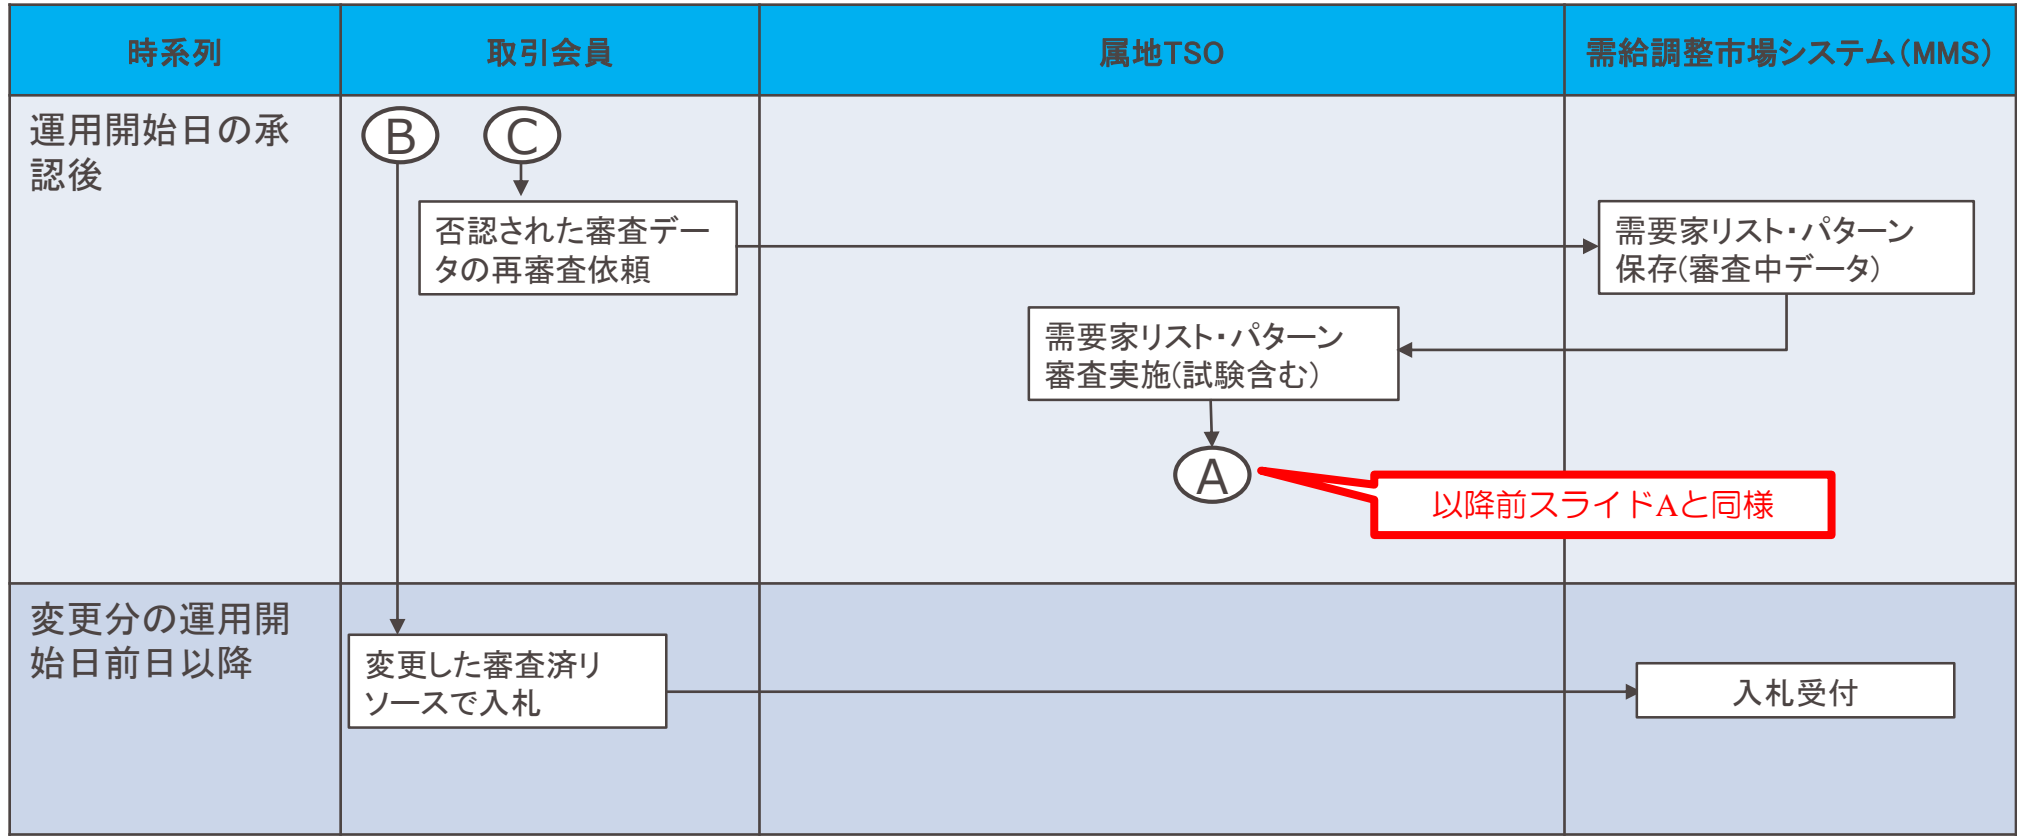 時系列
取引会員
属地TSO
需給調整市場システム(MMS)
運用開始日の承
認後
B
C
否認された審査デー
タの再審査依頼
需要家リスト・パターン
保存(審査中データ)
需要家リスト・パターン
審査実施(試験含む)
A
以降前スライドAと同様
変更分の運用開
始日前日以降
変更した審査済リ
ソースで入札
入札受付